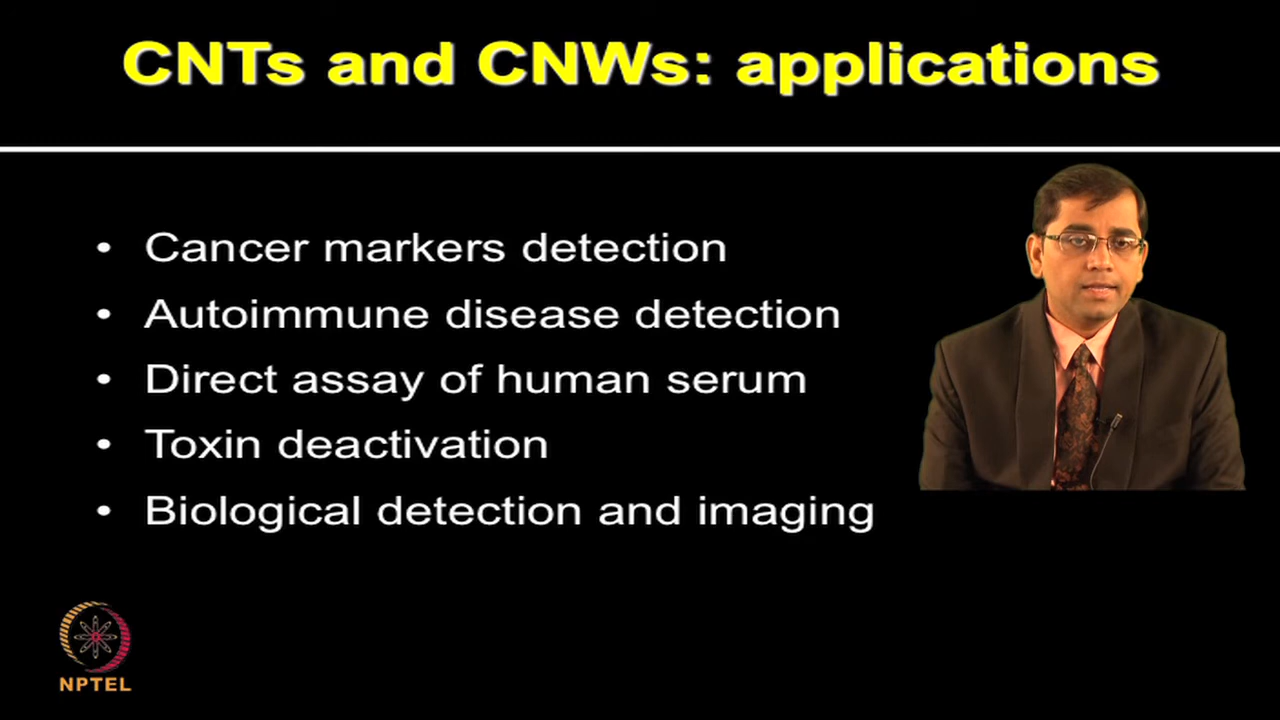 CNTs and CNWs: applications
• Cancer markers detection
• Autoimmune disease detection
• Direct assay of human serum
• Toxin deactivation
• Biological detection and imaging
NPTEL